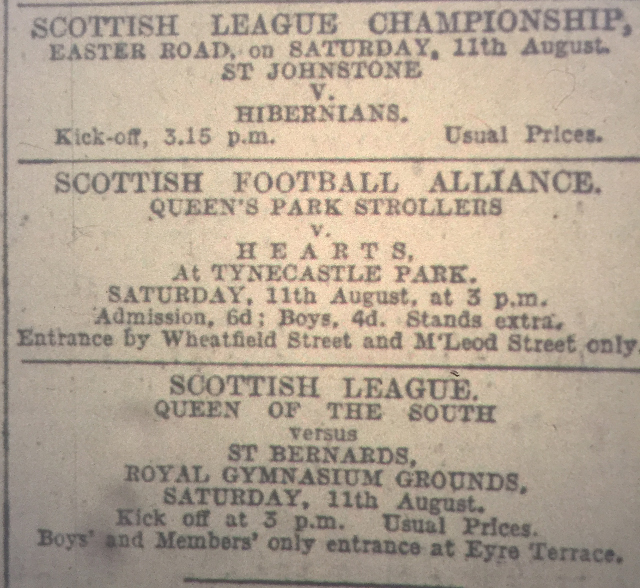 SCOTTISH LEAGUE CHAMPIONSHIP,
EASTER ROAD, on SATURDAY, 11th August.
ST JOHNSTONE
V.
HIBERNIANS.
Kick-off, 3.15 p.m. Usual Prices.
SCOTTISH FOOTBALL ALLIANCE.
QUEEN'S PARK STROLLERS
v.
HEARTS,
At TYNECASTLE PARK.
SATURDAY, 11th August, at 3 p.m.
Admission, 6d; Boys, 4d. Stands extra.
Entrance by Wheatfield Street and M'Leod Street only.
SCOTTISH LEAGUE.
QUEEN OF THE SOUTH
versus
ST BERNARDS,
ROYAL GYMNASIUM GROUNDS,
SATURDAY, 11th August.
Kick off at 3 p.m. Usual Prices.
Boys' and Members' only entrance at Eyre Terrace.